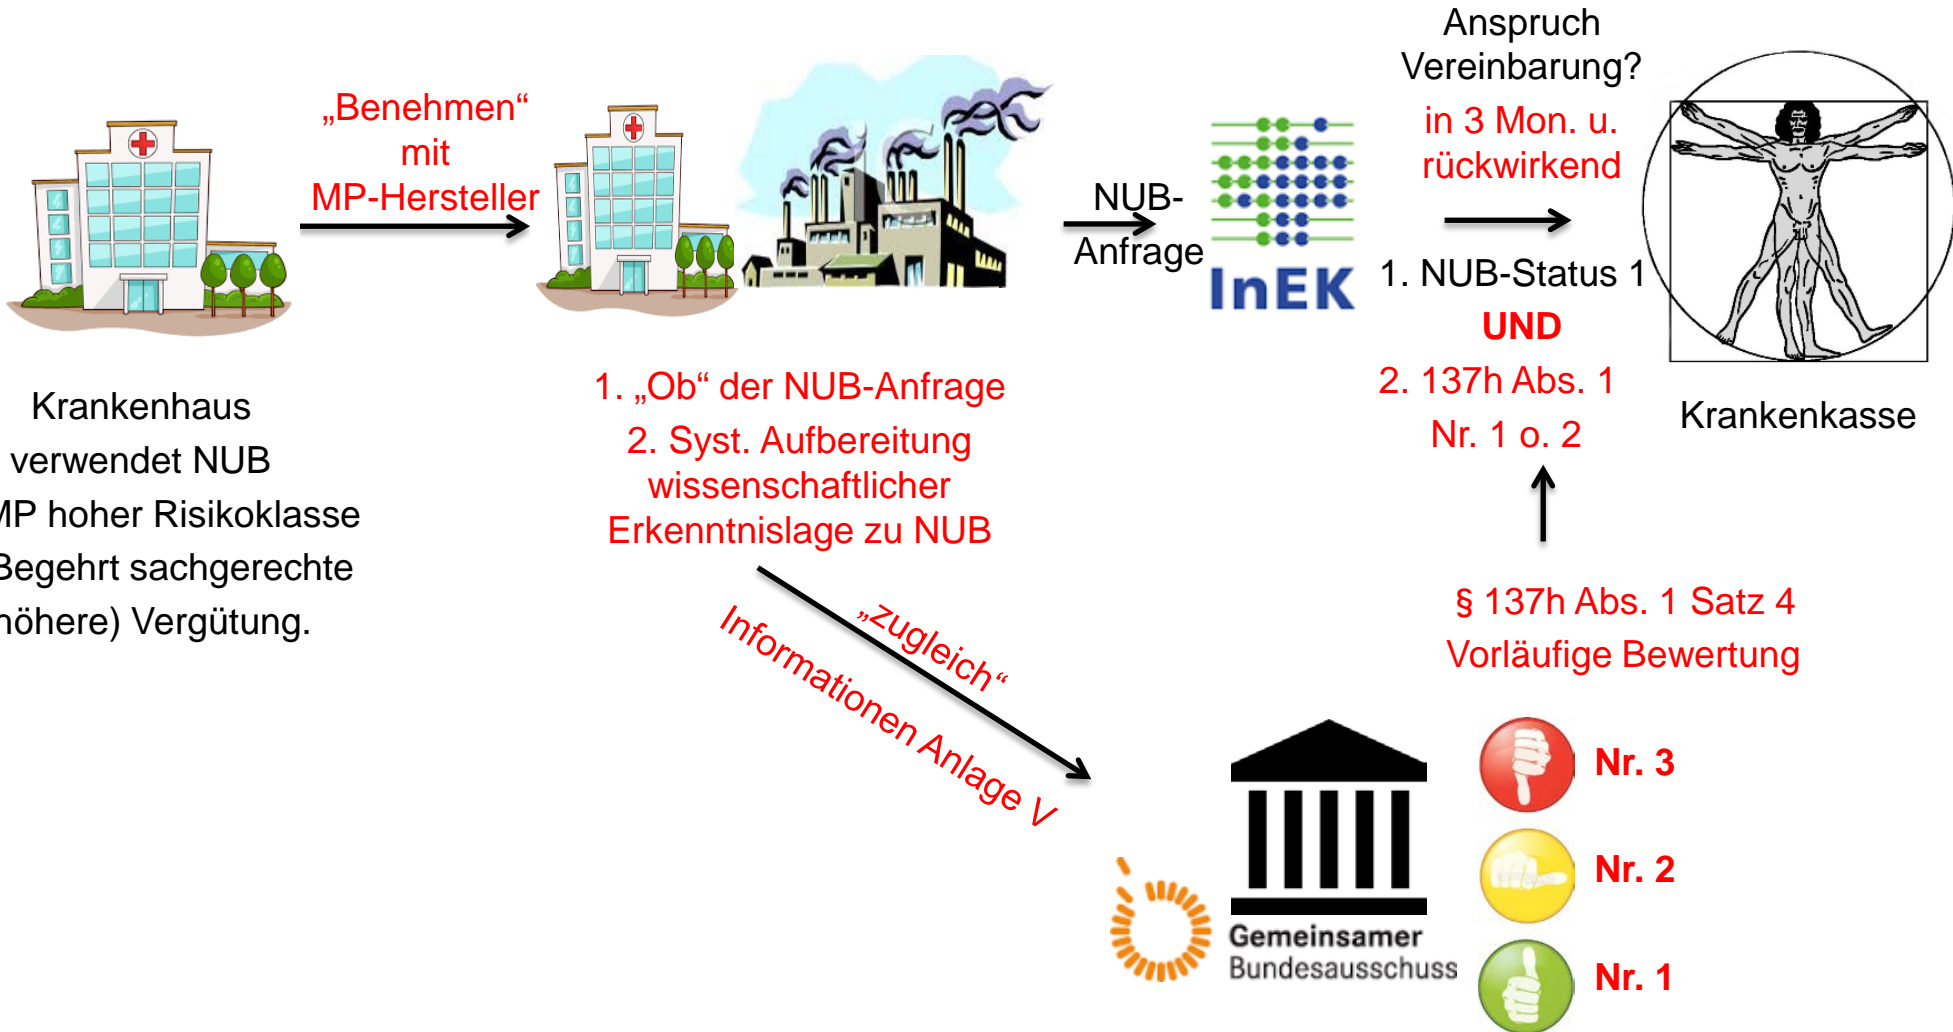 „Benehmen“
mit
MP-Hersteller
NUB-
Anfrage
InEK
Anspruch
Vereinbarung?
in 3 Mon. u.
rückwirkend
1. NUB-Status 1
UND
2. 137h Abs. 1
Nr. 1 o. 2
Krankenkasse
Krankenhaus
verwendet NUB
MP hoher Risikoklasse
Begehrt sachgerechte
höhere) Vergütung.
1. „Ob“ der NUB-Anfrage
2. Syst. Aufbereitung
wissenschaftlicher
Erkenntnislage zu NUB
„zugleich“
Informationen Anlage V
§ 137h Abs. 1 Satz 4
Vorläufige Bewertung
Nr. 3
Nr. 2
Nr. 1
Gemeinsamer
Bundesausschuss